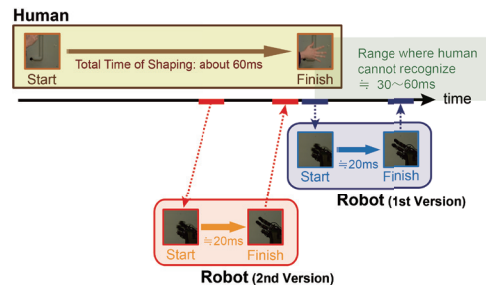 Human
Start
Total Time of Shaping: about 60ms
Finish
Range where human
cannot recognize
≒ 30～60ms
time
Start
≒20ms
Finish
Robot (1st Version)
Start
≒20ms
Finish
Robot (2nd Version)